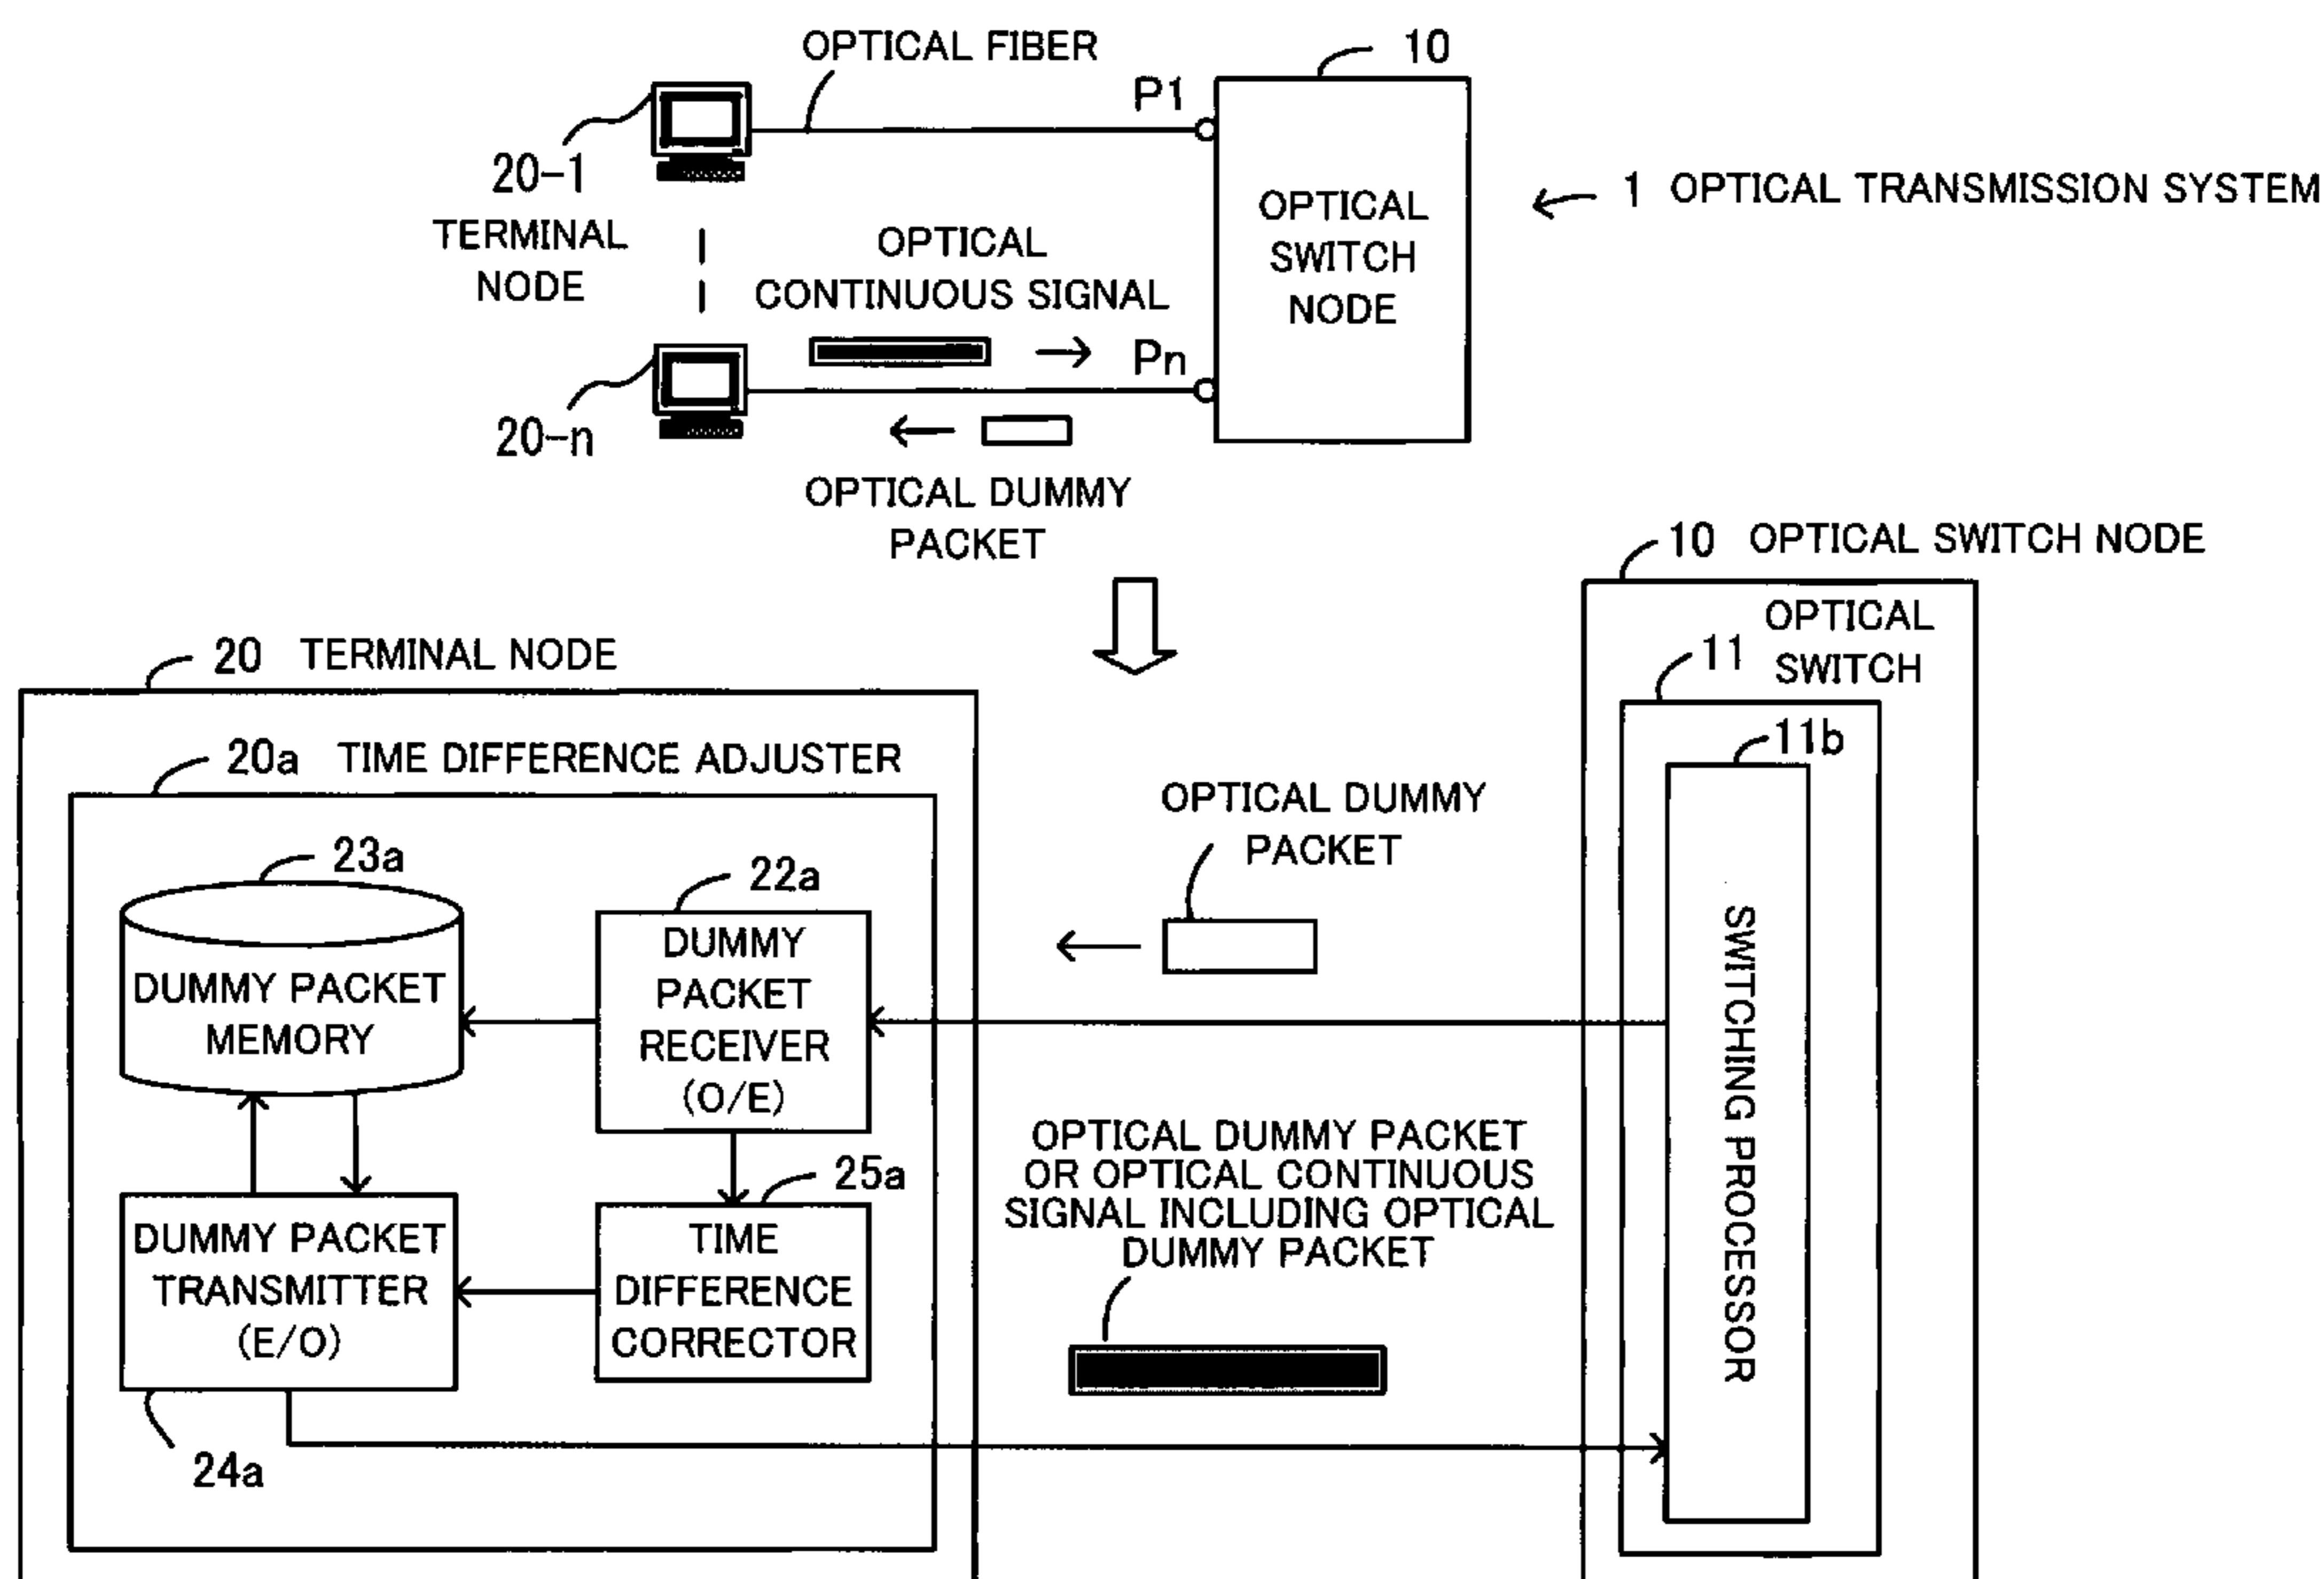 OPTICAL FIBER
10
P1
20-1
TERMINAL
NODE
OPTICAL
SWITCH
NODE
1 OPTICAL TRANSMISSION SYSTEM
OPTICAL
CONTINUOUS SIGNAL
Pn
20-n
OPTICAL DUMMY
PACKET
10 OPTICAL SWITCH NODE
OPTICAL
SWITCH
11
11b
SWITCHING PROCESSOR
20 TERMINAL NODE
20a TIME DIFFERENCE ADJUSTER
23a
DUMMY PACKET
MEMORY
22a
DUMMY
PACKET
RECEIVER
(O/E)
OPTICAL DUMMY
PACKET
25a
TIME
DIFFERENCE
CORRECTOR
DUMMY PACKET
TRANSMITTER
(E/O)
24a
OPTICAL DUMMY PACKET
OR OPTICAL CONTINUOUS
SIGNAL INCLUDING OPTICAL
DUMMY PACKET